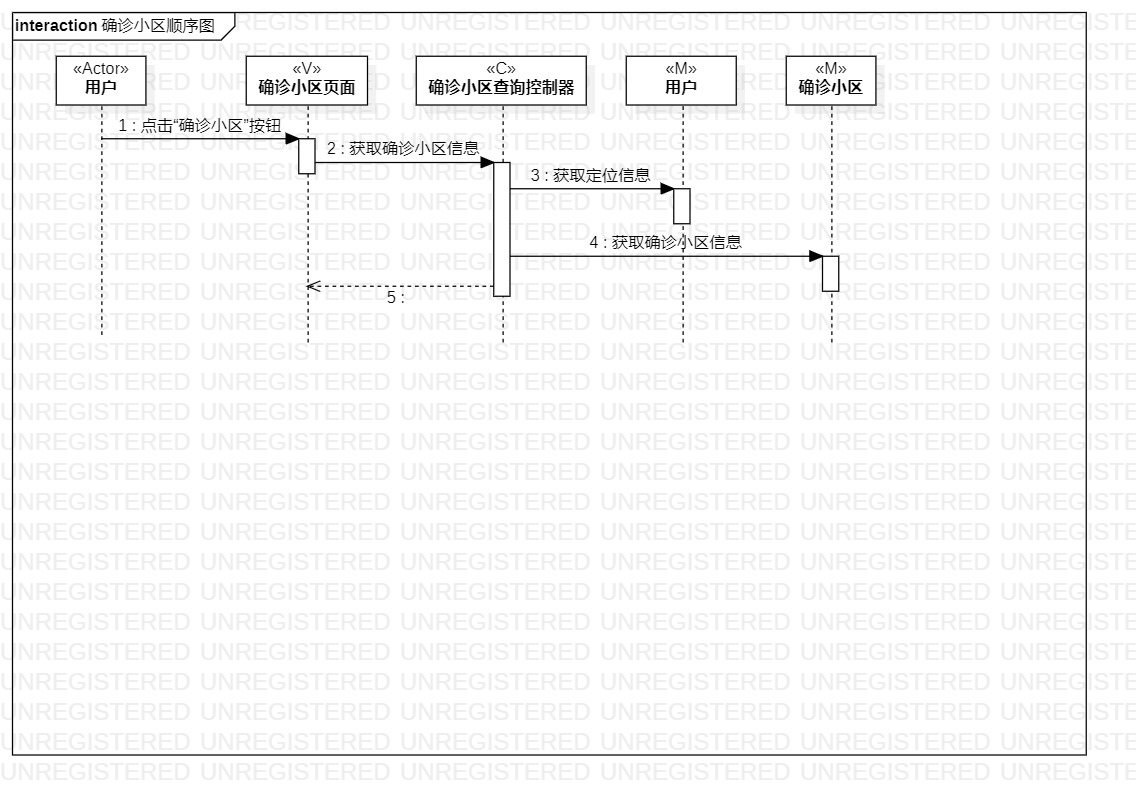 interaction 确诊小区顺序图
«Actor»
用户
«V»
确诊小区页面
«C»
确诊小区查询控制器
«M»
用户
«M»
确诊小区
1 : 点击“确诊小区”按钮
2 : 获取确诊小区信息
3 : 获取定位信息
4 : 获取确诊小区信息
5 :
UNREGISTERED UNREGISTERED UNREGISTERED UNREGISTERED UNREGISTERED UNREGISTERED